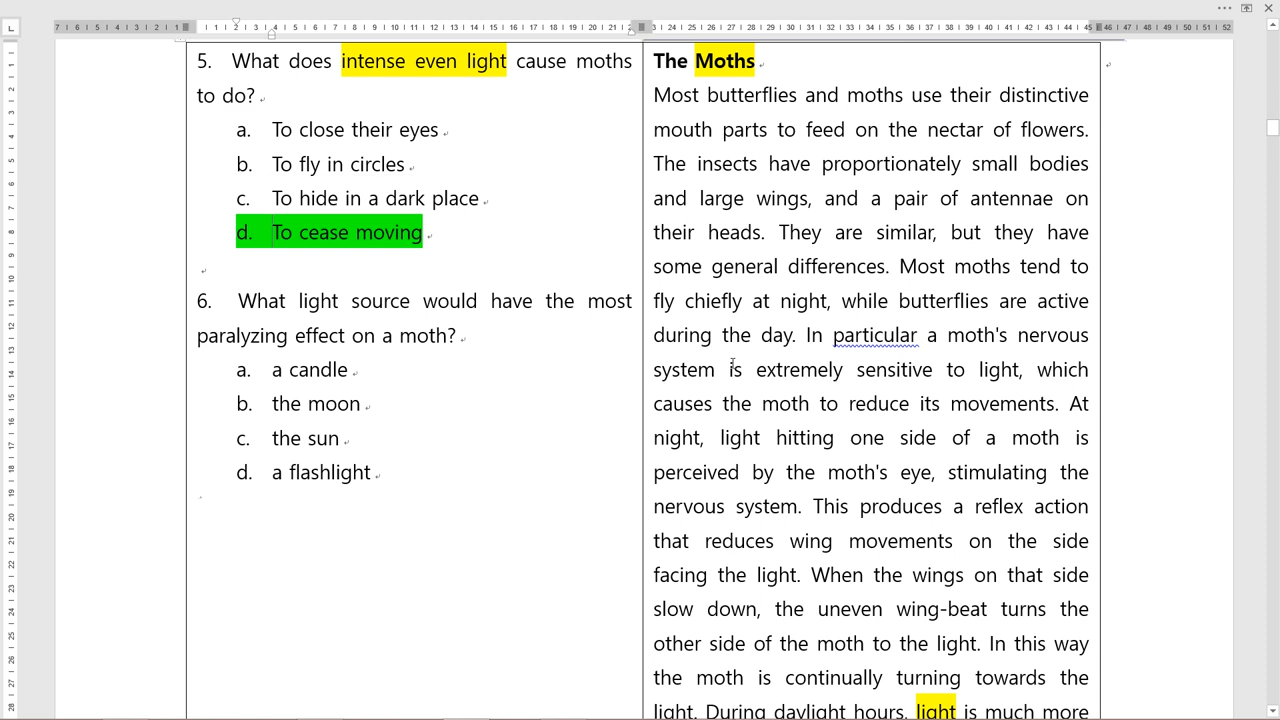 5. What does intense even light cause moths
to do?
a. To close their eyes
b. To fly in circles
c. To hide in a dark place
d. To cease moving
6. What light source would have the most
paralyzing effect on a moth?
a. a candle
b. the moon
c. the sun
d. a flashlight
The Moths
Most butterflies and moths use their distinctive
mouth parts to feed on the nectar of flowers.
The insects have proportionately small bodies
and large wings, and a pair of antennae on
their heads. They are similar, but they have
some general differences. Most moths tend to
fly chiefly at night, while butterflies are active
during the day. In particular a moth's nervous
system is extremely sensitive to light, which
causes the moth to reduce its movements. At
night, light hitting one side of a moth is
perceived by the moth's eye, stimulating the
nervous system. This produces a reflex action
that reduces wing movements on the side
facing the light. When the wings on that side
slow down, the uneven wing-beat turns the
other side of the moth to the light. In this way
the moth is continually turning towards the
light. During daylight hours, light is much more